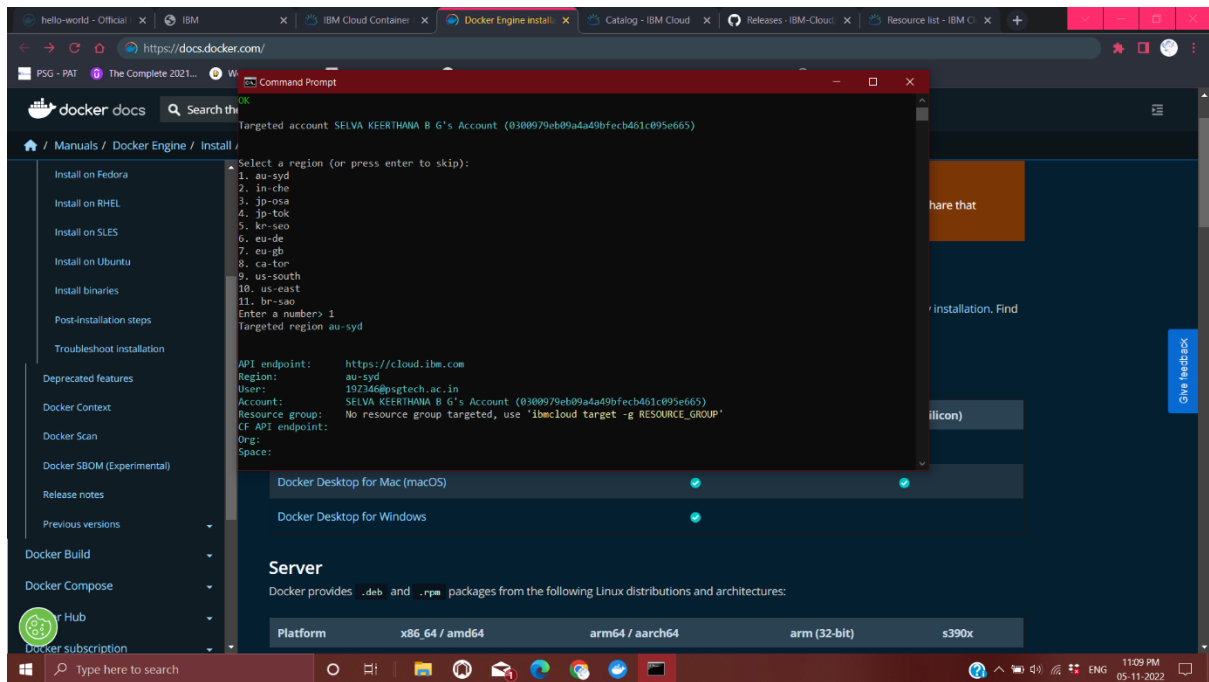 hello-world - Official
IBM
IBM Cloud Container
Docker Engine installa
Catalog - IBM Cloud
Releases · IBM-Cloud
Resource list - IBM Cl
https://docs.docker.com/
PSG - PAT
The Complete 2021...
Command Prompt
docker docs
Search the
/ Manuals / Docker Engine / Install /
Install on Fedora
Install on RHEL
Install on SLES
Install on Ubuntu
Install binaries
Post-installation steps
Troubleshoot installation
Deprecated features
Docker Context
Docker Scan
Docker SBOM (Experimental)
Release notes
Previous versions
Docker Build
Docker Compose
Hub
Docker subscription
OK
Targeted account SELVA KEERTHANA B G's Account (0300979eb09a4a49bfecb461c095e665)
Select a region (or press enter to skip):
1. au-syd
2. in-che
3. jp-osa
4. jp-tok
5. kr-seo
6. eu-de
7. eu-gb
8. ca-tor
9. us-south
10. us-east
11. br-sao
Enter a number> 1
Targeted region au-syd
API endpoint: https://cloud.ibm.com
Region: au-syd
User: 19Z346@psgtech.ac.in
Account: SELVA KEERTHANA B G's Account (0300979eb09a4a49bfecb461c095e665)
Resource group: No resource group targeted, use 'ibmcloud target -g RESOURCE_GROUP'
CF API endpoint:
Org:
Space:
hare that
installation. Find
ilicon)
Give feedback
Docker Desktop for Mac (macOS)
Docker Desktop for Windows
Server
Docker provides .deb and .rpm packages from the following Linux distributions and architectures:
Platform x86_64 / amd64 arm64 / aarch64 arm (32-bit) s390x
Type here to search
ENG
11:09 PM
05-11-2022